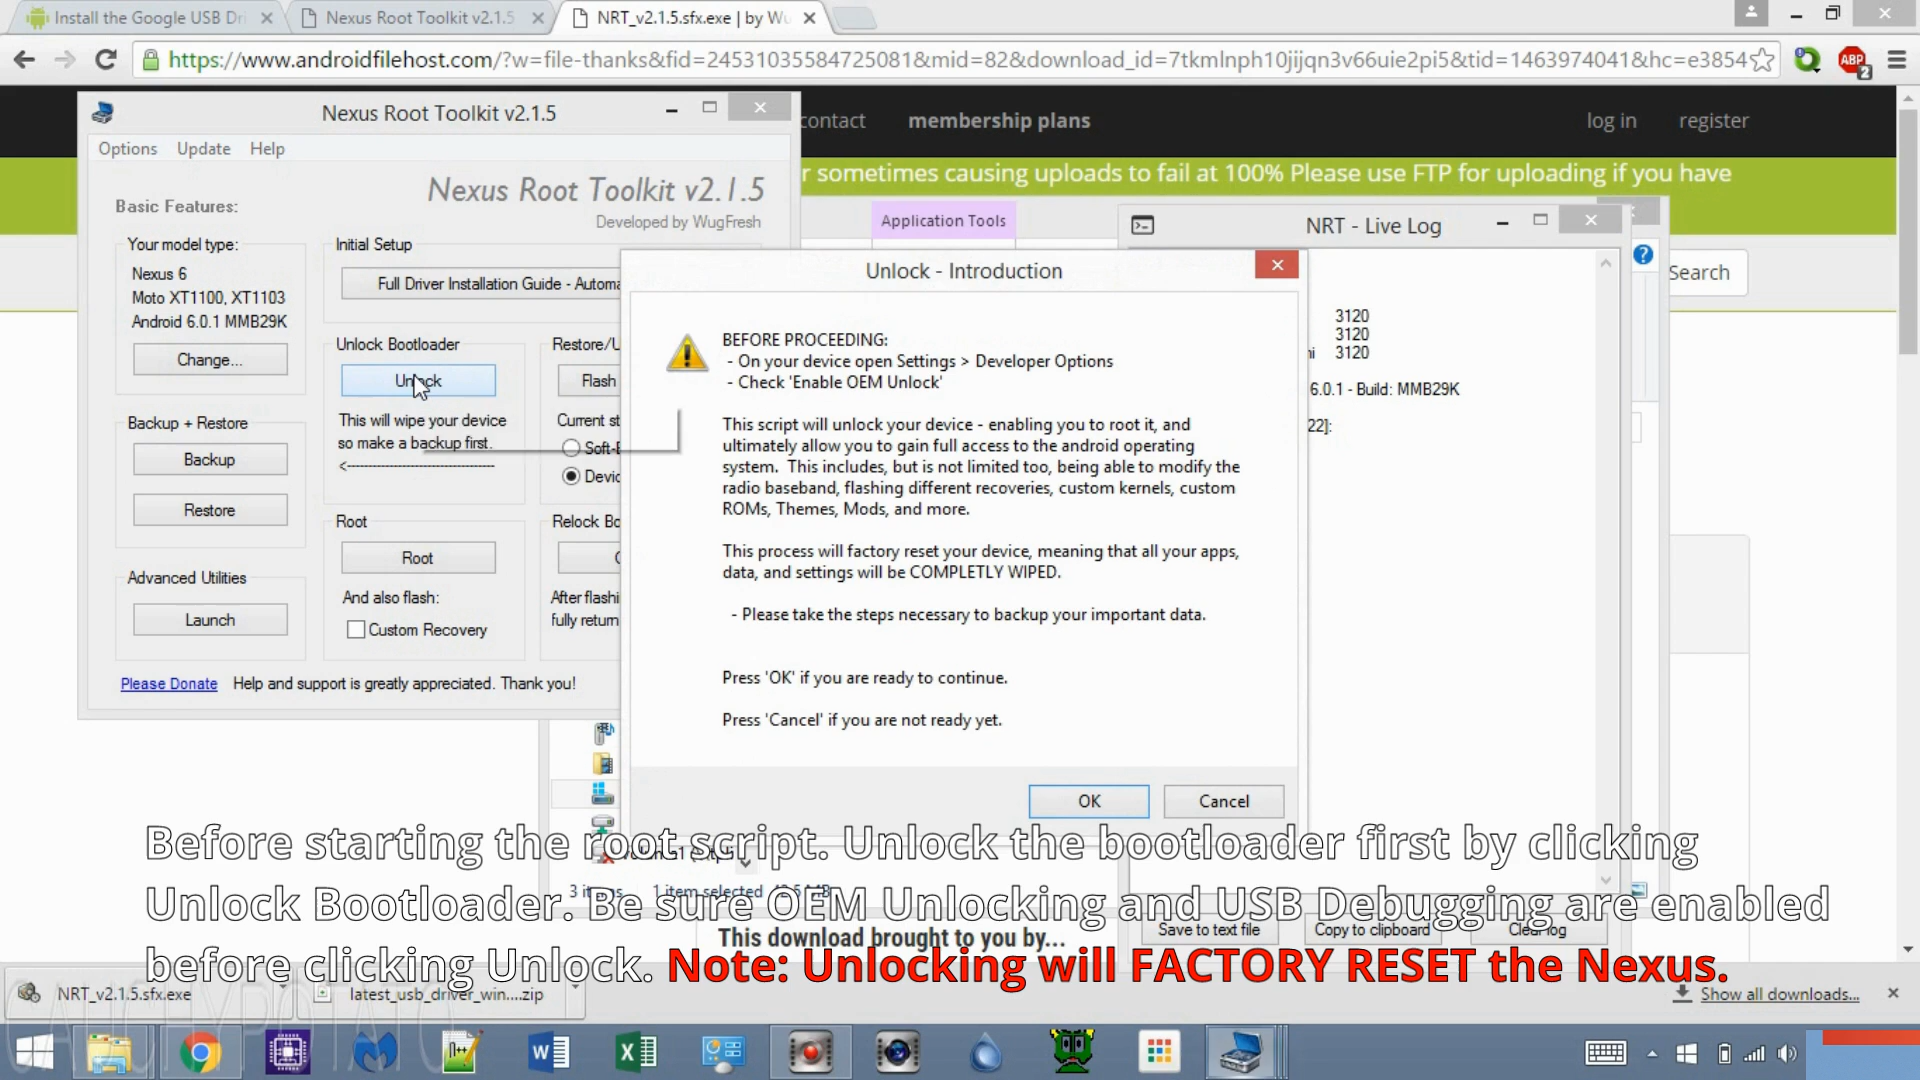 Install the Google USB Dri
Nexus Root Toolkit v2.1.5
NRT_v2.1.5.sfx.exe | by Wu
https://www.androidfilehost.com/?w=file-thanks&fid=24531035584725081&mid=82&download_id=7tkmlnph10jijqn3v66uie2pi5&tid=1463974041&hc=e3854
ABP
2
contact
membership plans
log in
register
r sometimes causing uploads to fail at 100% Please use FTP for uploading if you have
Search
Nexus Root Toolkit v2.1.5
Options
Update
Help
Nexus Root Toolkit v2.1.5
Developed by WugFresh
Basic Features:
Your model type:
Nexus 6
Moto XT1100, XT1103
Android 6.0.1 MMB29K
Change...
Backup + Restore
Backup
Restore
Advanced Utilities
Launch
Initial Setup
Full Driver Installation Guide - Automa
Unlock Bootloader
Unlock
This will wipe your device
so make a backup first.
<-----------------------------------
Root
Root
And also flash:
Custom Recovery
Restore/U
Flash
Current st
Soft-B
Devic
Relock Bo
After flashi
fully return
Please Donate
Help and support is greatly appreciated. Thank you!
Application Tools
NRT - Live Log
3120
3120
3120
6.0.1 - Build: MMB29K
22]:
Unlock - Introduction
BEFORE PROCEEDING:
- On your device open Settings > Developer Options
- Check 'Enable OEM Unlock'
This script will unlock your device - enabling you to root it, and
ultimately allow you to gain full access to the android operating
system. This includes, but is not limited too, being able to modify the
radio baseband, flashing different recoveries, custom kernels, custom
ROMs, Themes, Mods, and more.
This process will factory reset your device, meaning that all your apps,
data, and settings will be COMPLETLY WIPED.
- Please take the steps necessary to backup your important data.
Press 'OK' if you are ready to continue.
Press 'Cancel' if you are not ready yet.
OK
Cancel
Before starting the root script. Unlock the bootloader first by clicking
Unlock Bootloader. Be sure OEM Unlocking and USB Debugging are enabled
before clicking Unlock. Note: Unlocking will FACTORY RESET the Nexus.
3 items
1 item selected
This download brought to you by...
Save to text file
Copy to clipboard
Clear log
NRT_v2.1.5.sfx.exe
latest_usb_driver_win....zip
Show all downloads...